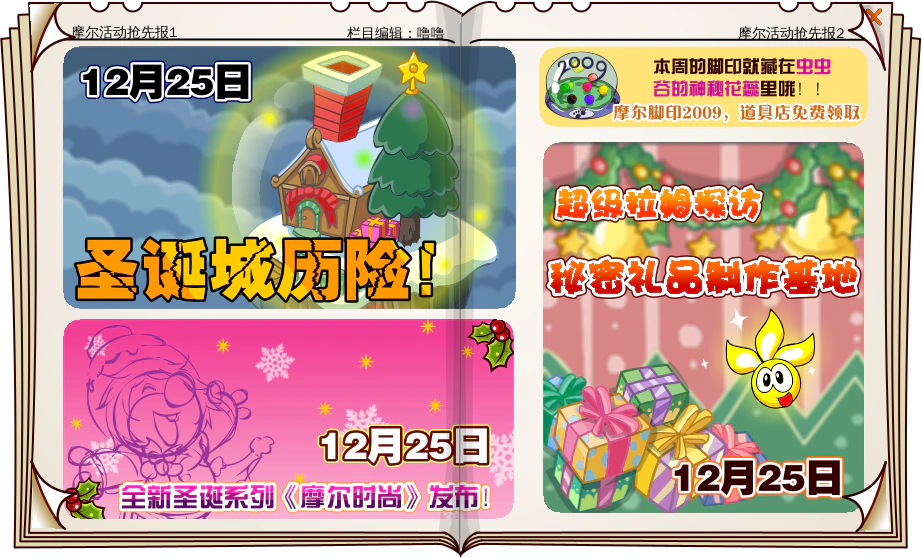 摩尔活动抢先报1
栏目编辑：噜噜
12月25日
圣诞城历险！
12月25日
全新圣诞系列《摩尔时尚》发布！
摩尔活动抢先报2
2009
本周的脚印就藏在虫虫
谷的神秘花蕊里哦！！
摩尔脚印2009，道具店免费领取
超级拉姆探访
秘密礼品制作基地
12月25日